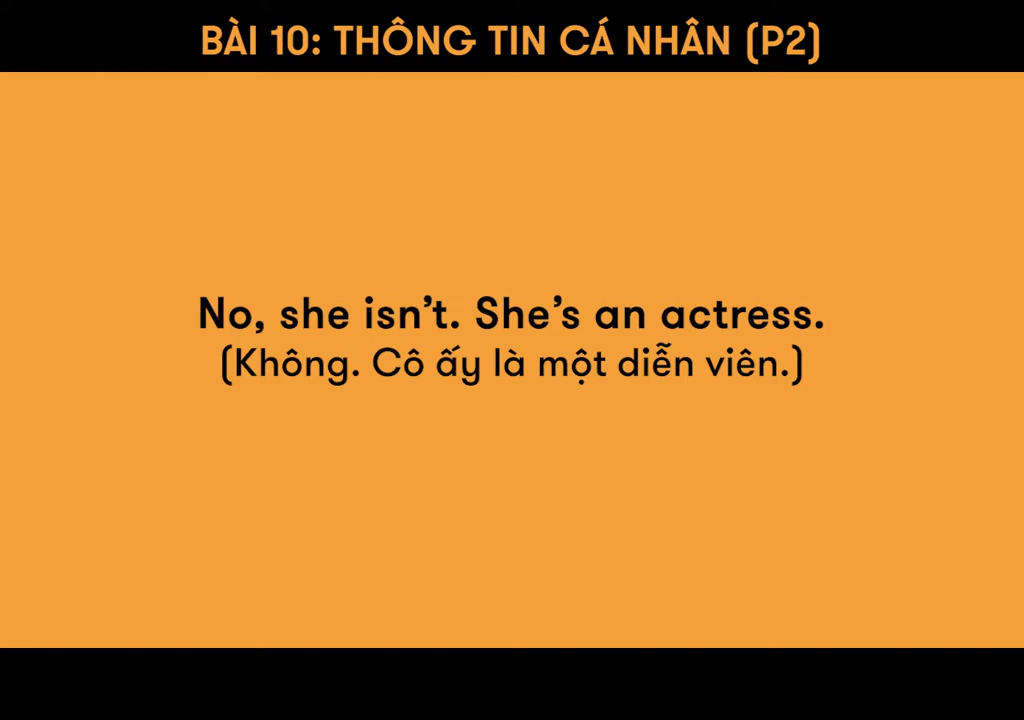 BÀI 10: THÔNG TIN CÁ NHÂN (P2)
No, she isn’t. She’s an actress.
(Không. Cô ấy là một diễn viên.)